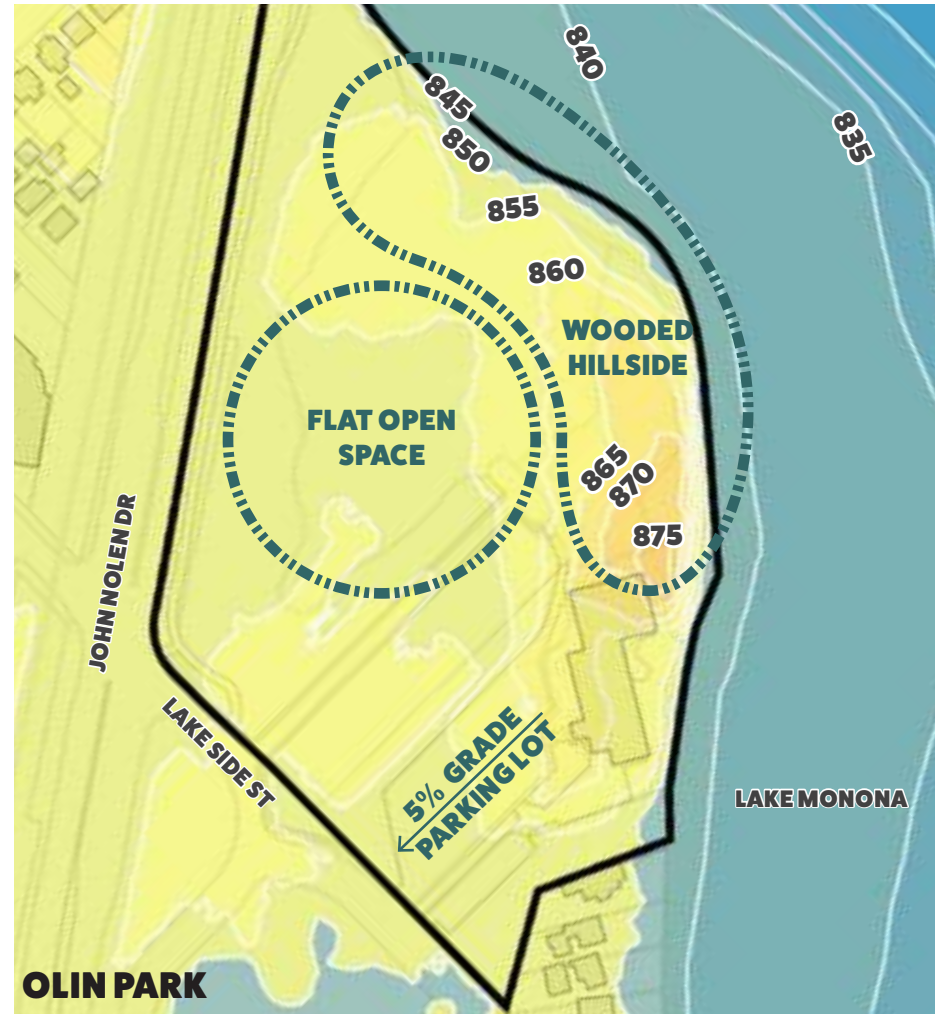 840
835
845
850
855
860
WOODED
HILLSIDE
FLAT OPEN
SPACE
865
870
875
JOHN NOLEN DR
LAKE SIDE ST
5% GRADE
PARKING LOT
LAKE MONONA
OLIN PARK